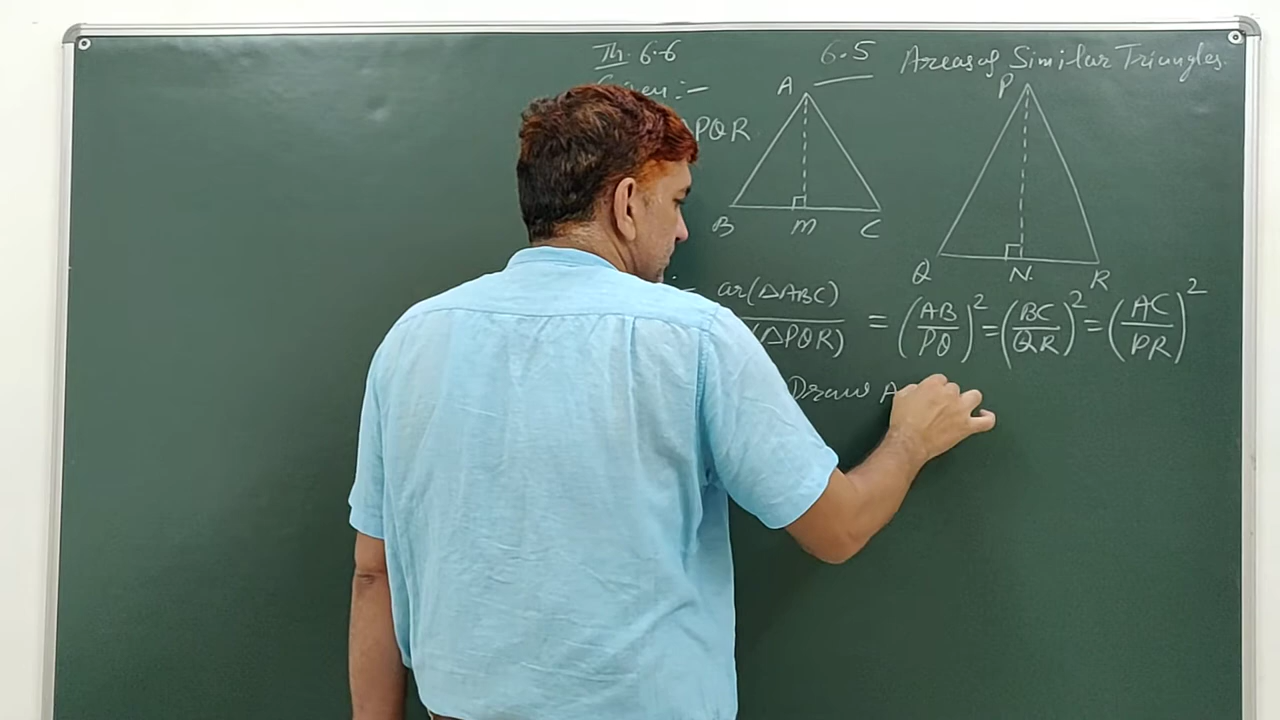 Th. 6.6
6.5 Areas of Similar Triangles.
Given :-
PQR
A
B M C
P
Q N. R
ar(△ABC)
(△PQR)
= (AB/PQ)² = (BC/QR)² = (AC/PR)²
Draw A